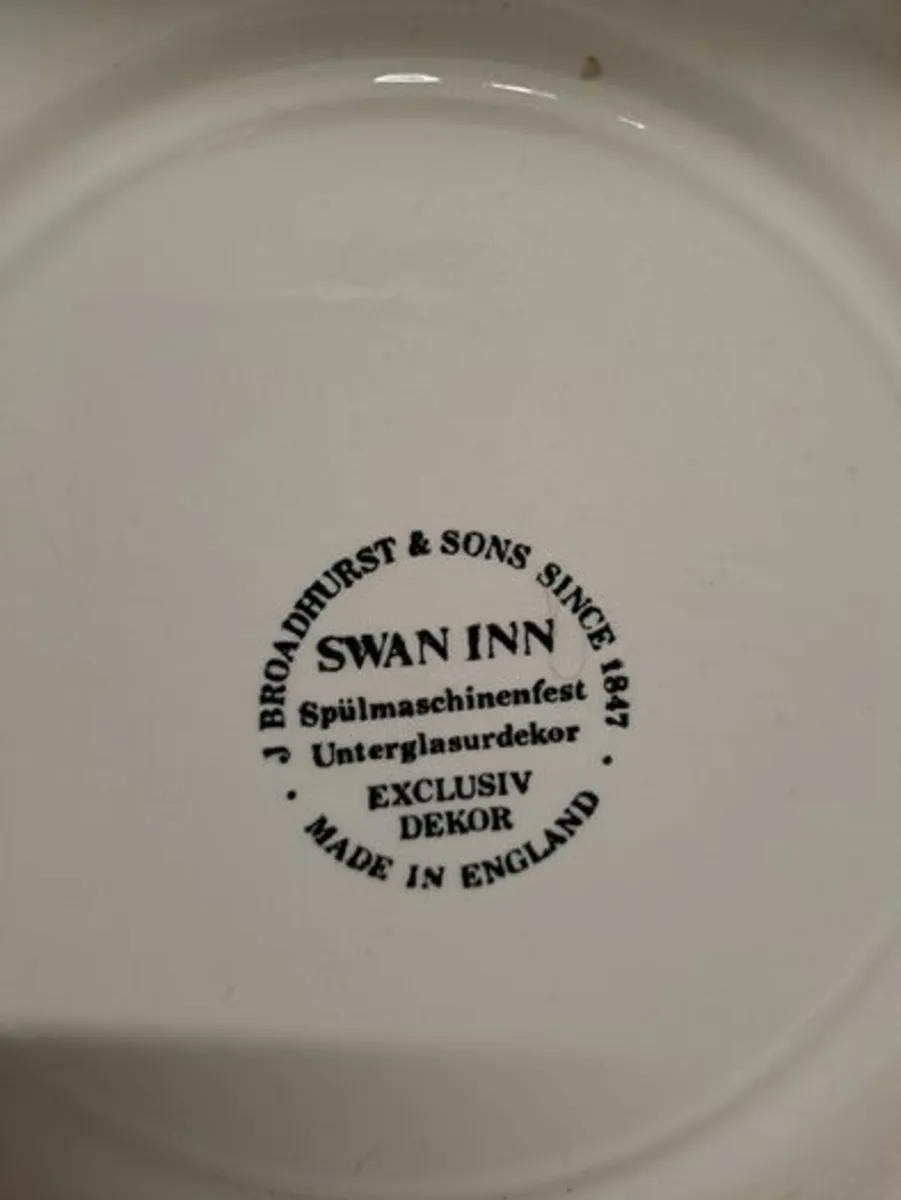 J BROADHURST & SONS SINCE 1847
SWAN INN
Spülmaschinenfest
Unterglasurdekor
EXCLUSIV
DEKOR
• MADE IN ENGLAND •